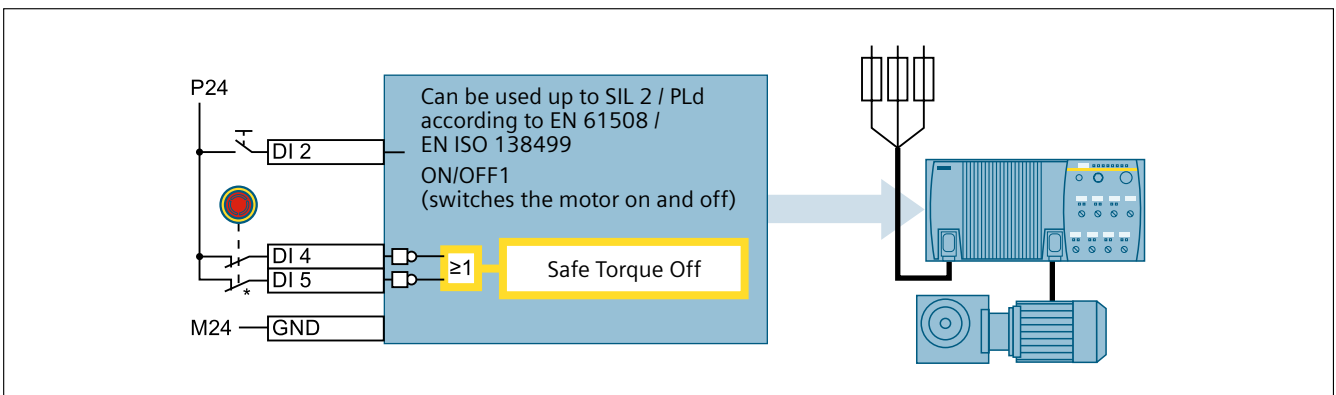 P24
Can be used up to SIL 2 / PLd
according to EN 61508 /
EN ISO 138499
DI 2
ON/OFF1
(switches the motor on and off)
DI 4
≥1
Safe Torque Off
DI 5
*
M24
GND